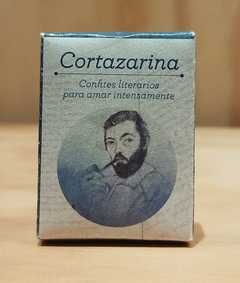 Cortazarina
Confites literarios
para amar intensamente